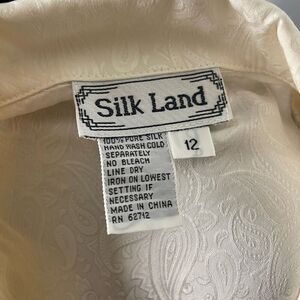 Silk Land
12
100% PURE SILK
HAND WASH COLD
SEPARATELY
NO BLEACH
LINE DRY
IRON ON LOWEST
SETTING IF
NECESSARY
MADE IN CHINA
RN 62712